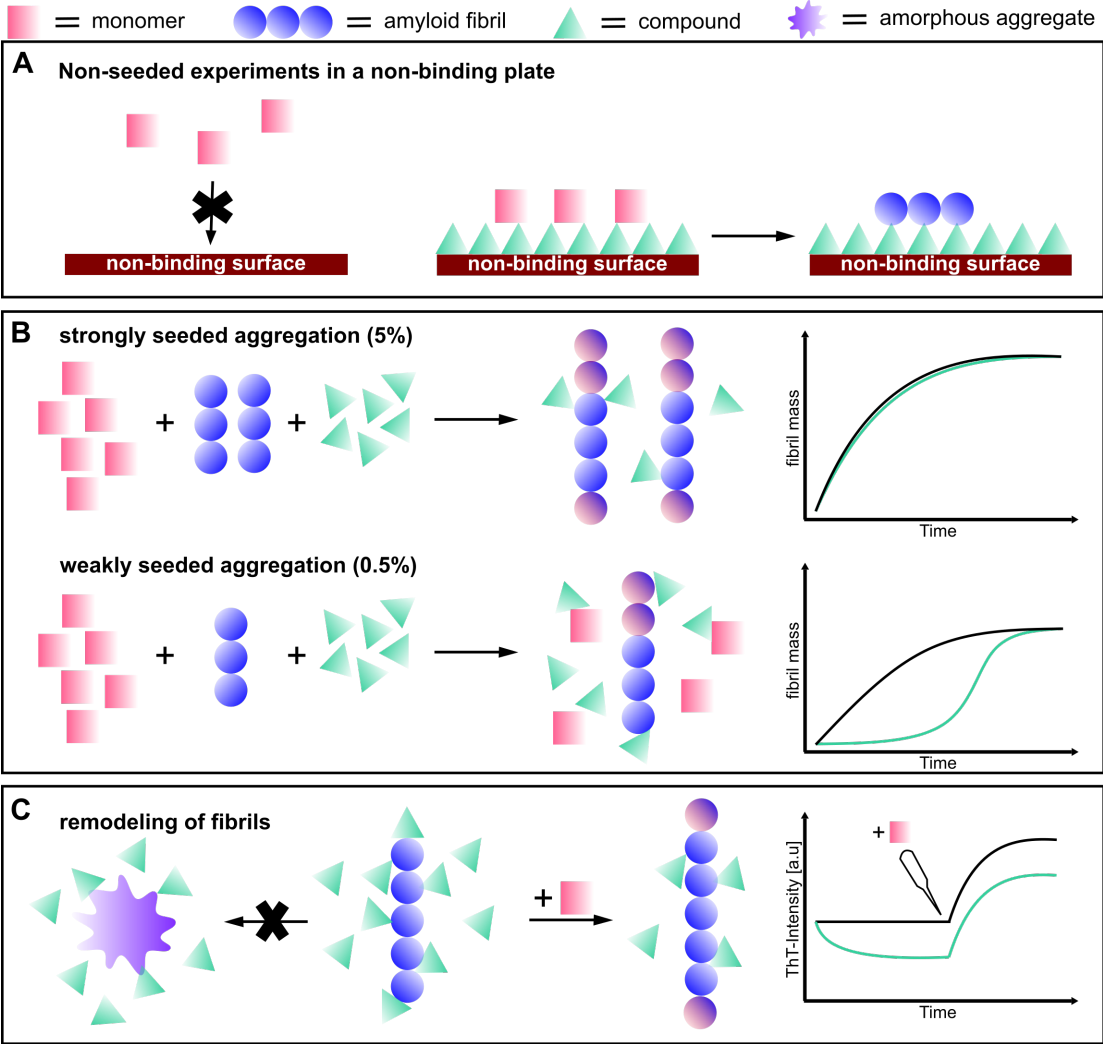 = monomer = amyloid fibril = compound = amorphous aggregate
A Non-seeded experiments in a non-binding plate
non-binding surface non-binding surface non-binding surface
B strongly seeded aggregation (5%)
+ +
fibril mass
Time
weakly seeded aggregation (0.5%)
+ +
fibril mass
Time
C remodeling of fibrils
+
+
ThT-Intensity [a.u]
Time